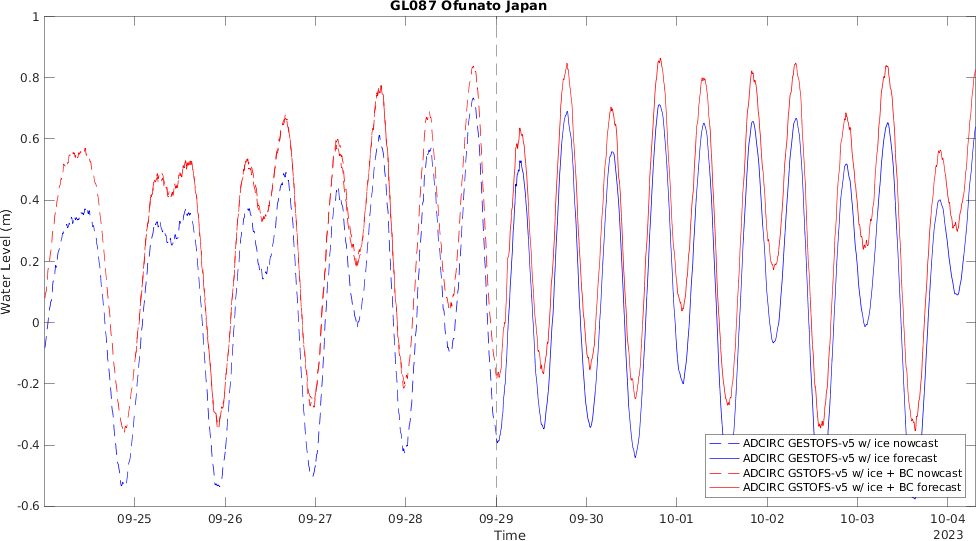 GL087 Ofunato Japan
1
0.8
0.6
0.4
0.2
0
-0.2
-0.4
-0.6
Water Level (m)
ADCIRC GESTOFS-v5 w/ ice nowcast
ADCIRC GESTOFS-v5 w/ ice forecast
ADCIRC GSTOFS-v5 w/ ice + BC nowcast
ADCIRC GSTOFS-v5 w/ ice + BC forecast
09-25 09-26 09-27 09-28 09-29 09-30 10-01 10-02 10-03 10-04
Time 2023